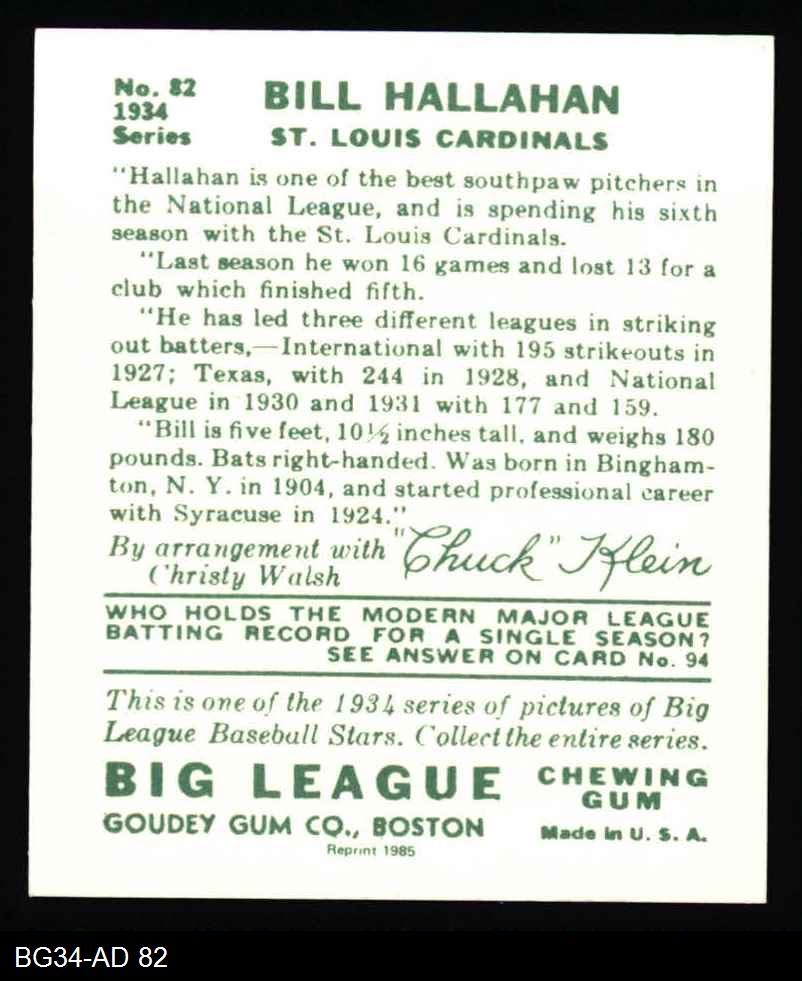 No. 82
1934
Series
BILL HALLAHAN
ST. LOUIS CARDINALS
"Hallahan is one of the best southpaw pitchers in
the National League, and is spending his sixth
season with the St. Louis Cardinals.
"Last season he won 16 games and lost 13 for a
club which finished fifth.
"He has led three different leagues in striking
out batters,—International with 195 strikeouts in
1927; Texas, with 244 in 1928, and National
League in 1930 and 1931 with 177 and 159.
"Bill is five feet, 10½ inches tall, and weighs 180
pounds. Bats right-handed. Was born in Bingham-
ton, N. Y. in 1904, and started professional career
with Syracuse in 1924."
By arrangement with
Christy Walsh
"Chuck" Klein
WHO HOLDS THE MODERN MAJOR LEAGUE
BATTING RECORD FOR A SINGLE SEASON?
SEE ANSWER ON CARD No. 94
This is one of the 1934 series of pictures of Big
League Baseball Stars. Collect the entire series.
BIG LEAGUE
CHEWING
GUM
GOUDEY GUM CO., BOSTON
Made in U. S. A.
Reprint 1985
BG34-AD 82